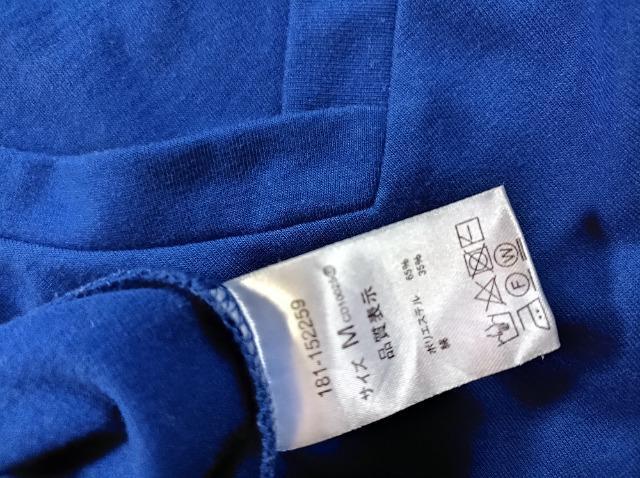 181-152259
サイズ M
品質表示
ポリエステル 65%
綿 35%
F W